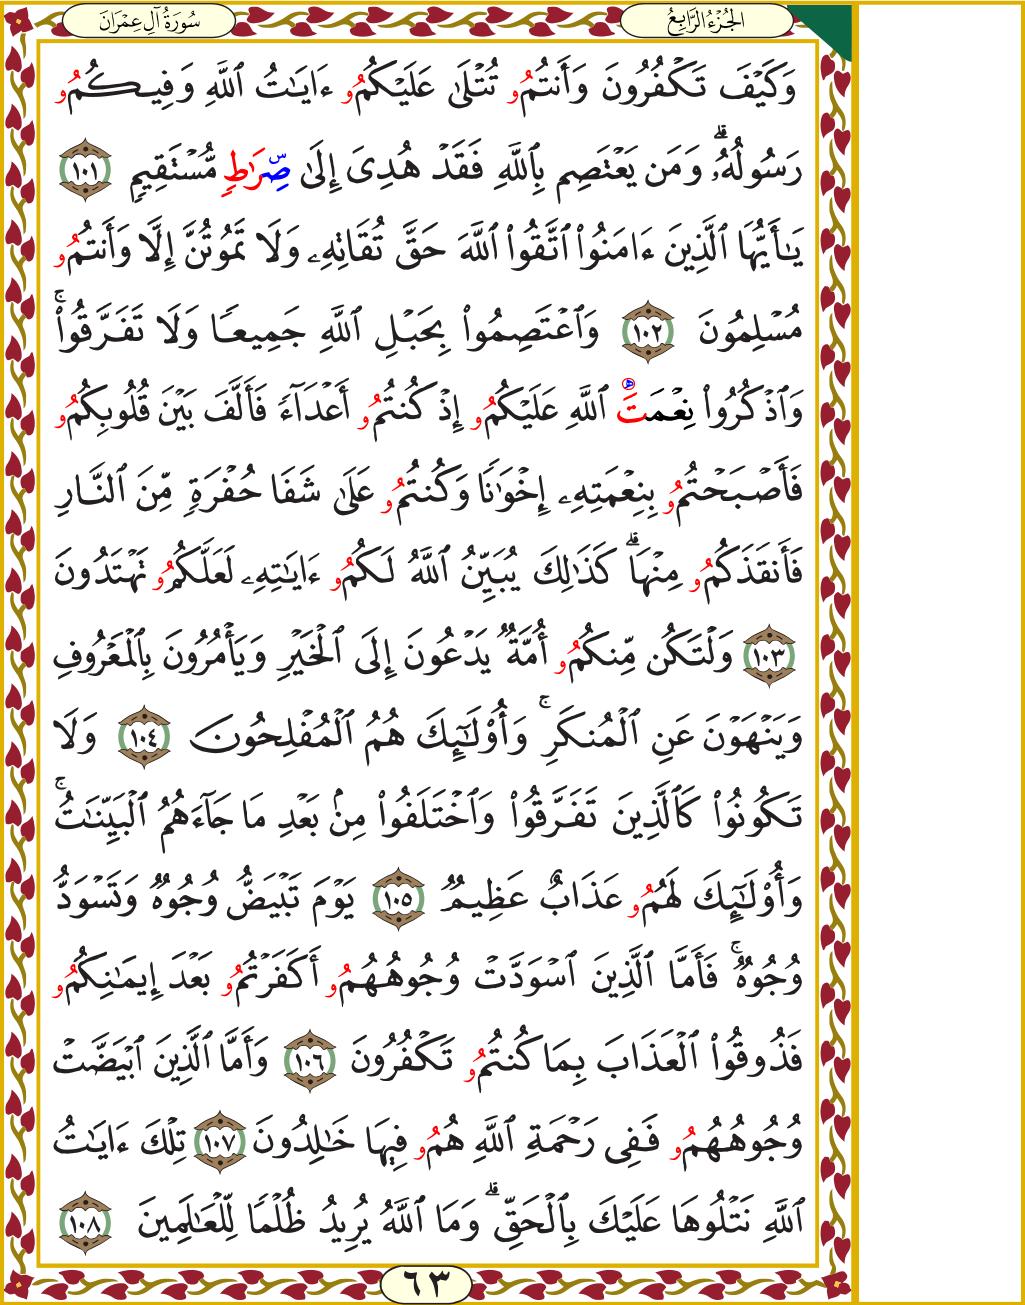 سُورَةُ آلِ عِمْرَان
الجُزْءُ الرَّابِعُ
وَكَيْفَ تَكْفُرُونَ وَأَنتُمُو تُتْلَىٰ عَلَيْكُمُو ءَايَٰتُ ٱللَّهِ وَفِيكُمُو
رَسُولُهُۥۗ وَمَن يَعْتَصِم بِٱللَّهِ فَقَدْ هُدِىَ إِلَىٰ صِّرَٰطٍ مُّسْتَقِيمٍ ١٠١
يَٰٓأَيُّهَا ٱلَّذِينَ ءَامَنُوا۟ ٱتَّقُوا۟ ٱللَّهَ حَقَّ تُقَاتِهِۦ وَلَا تَمُوتُنَّ إِلَّا وَأَنتُمُو
مُسْلِمُونَ ١٠٢ وَٱعْتَصِمُوا۟ بِحَبْلِ ٱللَّهِ جَمِيعًا وَلَا تَفَرَّقُوا۟ۚ
وَٱذْكُرُوا۟ نِعْمَتَ ٱللَّهِ عَلَيْكُمُو إِذْ كُنتُمُو أَعْدَآءً فَأَلَّفَ بَيْنَ قُلُوبِكُمُو
فَأَصْبَحْتُمُو بِنِعْمَتِهِۦ إِخْوَٰنًا وَكُنتُمُو عَلَىٰ شَفَا حُفْرَةٍ مِّنَ ٱلنَّارِ
فَأَنقَذَكُمُو مِنْهَاۗ كَذَٰلِكَ يُبَيِّنُ ٱللَّهُ لَكُمُو ءَايَٰتِهِۦ لَعَلَّكُمُو تَهْتَدُونَ
١٠٣ وَلْتَكُن مِّنكُمُو أُمَّةٌ يَدْعُونَ إِلَى ٱلْخَيْرِ وَيَأْمُرُونَ بِٱلْمَعْرُوفِ
وَيَنْهَوْنَ عَنِ ٱلْمُنكَرِۚ وَأُو۟لَٰٓئِكَ هُمُ ٱلْمُفْلِحُونَ ١٠٤ وَلَا
تَكُونُوا۟ كَٱلَّذِينَ تَفَرَّقُوا۟ وَٱخْتَلَفُوا۟ مِنۢ بَعْدِ مَا جَآءَهُمُ ٱلْبَيِّنَٰتُۚ
وَأُو۟لَٰٓئِكَ لَهُمُو عَذَابٌ عَظِيمٌ ١٠٥ يَوْمَ تَبْيَضُّ وُجُوهٌ وَتَسْوَدُّ
وُجُوهٌۚ فَأَمَّا ٱلَّذِينَ ٱسْوَدَّتْ وُجُوهُهُمُو أَكَفَرْتُمُو بَعْدَ إِيمَٰنِكُمُو
فَذُوقُوا۟ ٱلْعَذَابَ بِمَا كُنتُمُو تَكْفُرُونَ ١٠٦ وَأَمَّا ٱلَّذِينَ ٱبْيَضَّتْ
وُجُوهُهُمُو فَفِى رَحْمَةِ ٱللَّهِ هُمُو فِيهَا خَٰلِدُونَ ١٠٧ تِلْكَ ءَايَٰتُ
ٱللَّهِ نَتْلُوهَا عَلَيْكَ بِٱلْحَقِّۗ وَمَا ٱللَّهُ يُرِيدُ ظُلْمًا لِّلْعَٰلَمِينَ ١٠٨
٦٣